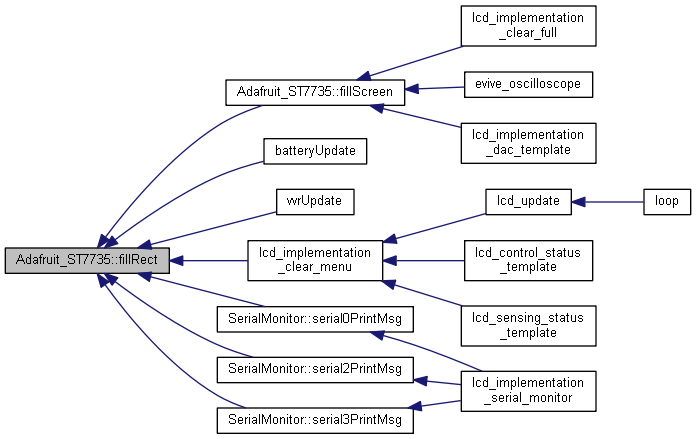 lcd_implementation
_clear_full
Adafruit_ST7735::fillScreen
evive_oscilloscope
lcd_implementation
_dac_template
batteryUpdate
vvrUpdate
lcd_update
loop
Adafruit_ST7735::fillRect
lcd_implementation
_clear_menu
lcd_control_status
_template
lcd_sensing_status
_template
SerialMonitor::serial0PrintMsg
SerialMonitor::serial2PrintMsg
lcd_implementation
_serial_monitor
SerialMonitor::serial3PrintMsg